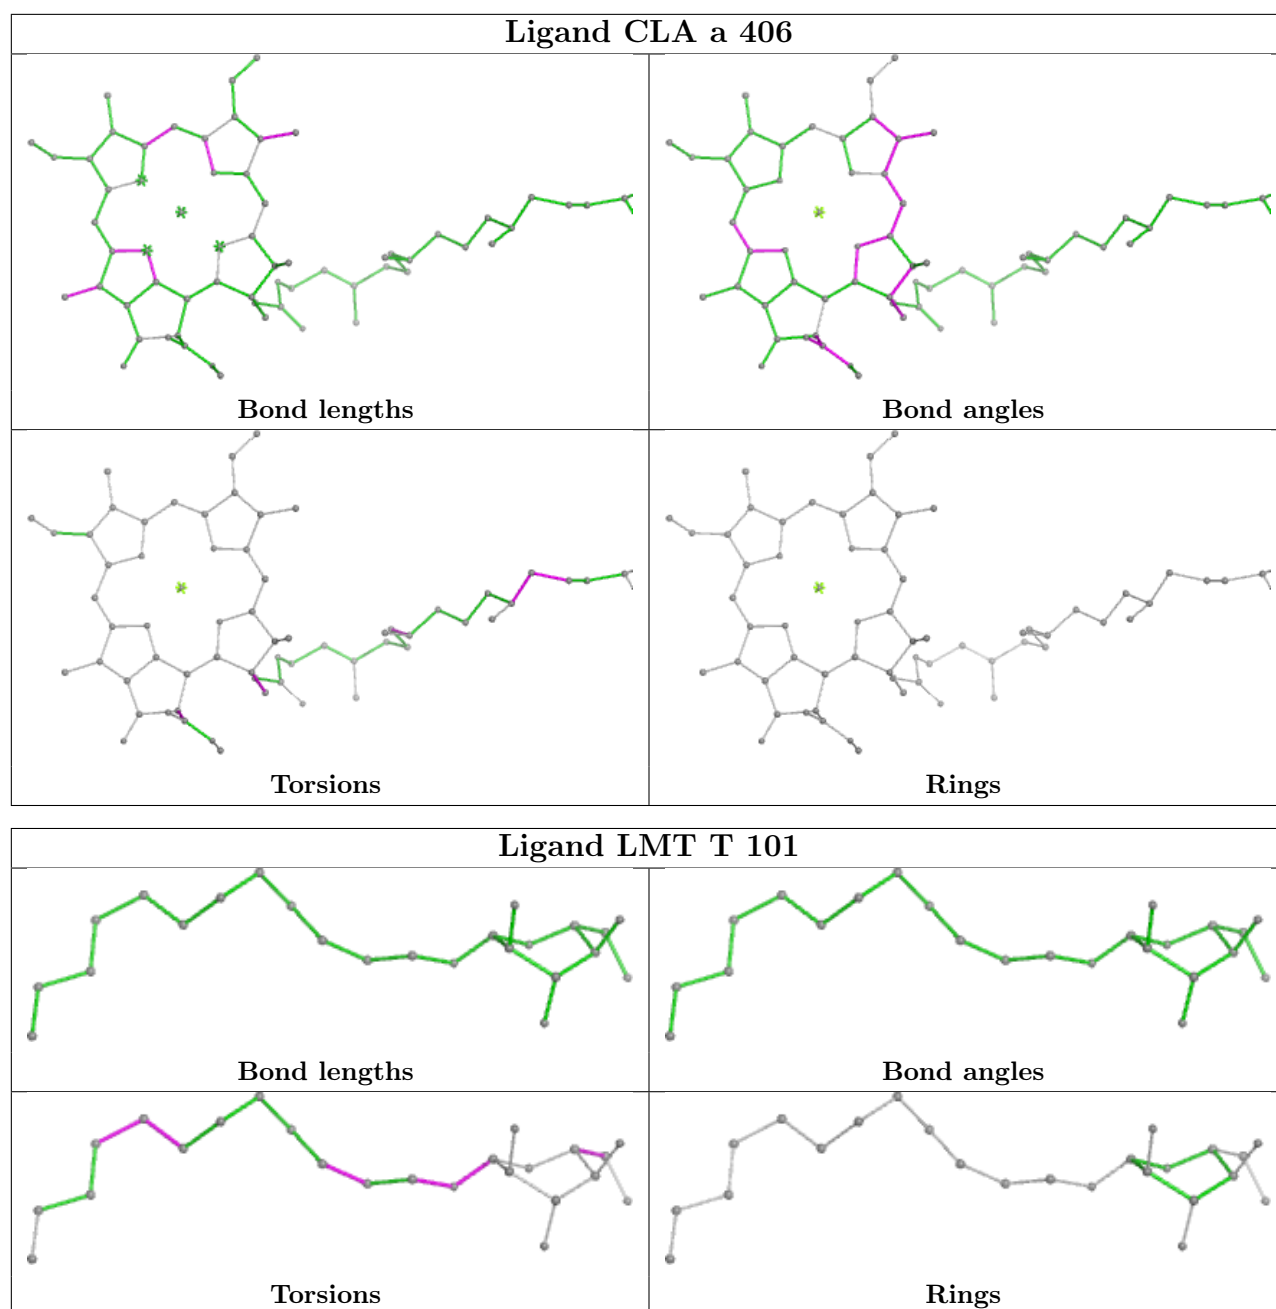 Ligand CLA a 406
Bond lengths
Bond angles
Torsions
Rings
Ligand LMT T 101
Bond lengths
Bond angles
Torsions
Rings